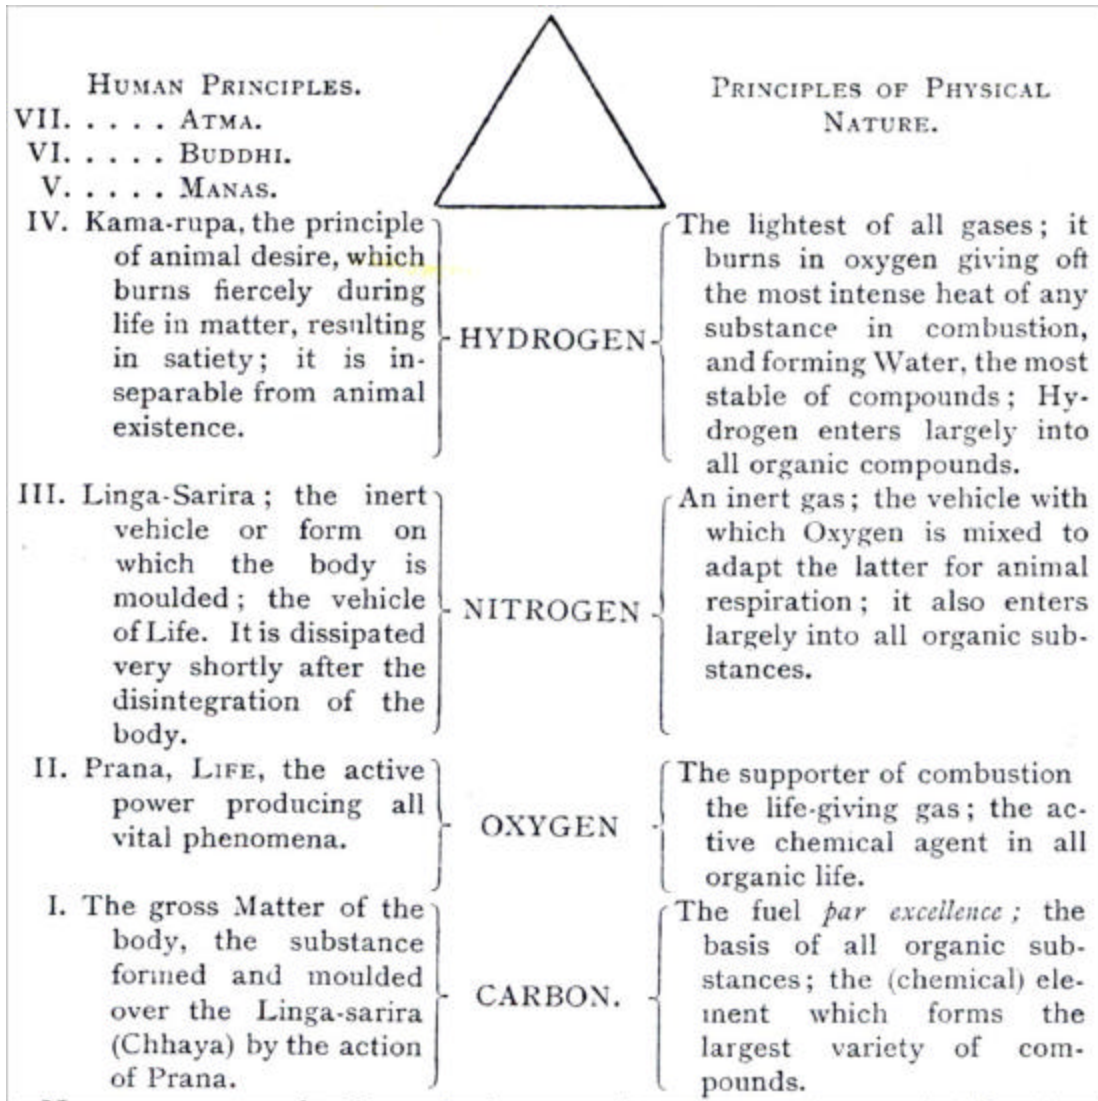 HUMAN PRINCIPLES.
VII. . . . . ATMA.
VI. . . . . BUDDHI.
V. . . . . MANAS.
PRINCIPLES OF PHYSICAL
NATURE.
IV. Kama-rupa, the principle
of animal desire, which
burns fiercely during
life in matter, resulting
in satiety; it is in-
separable from animal
existence.
HYDROGEN
The lightest of all gases; it
burns in oxygen giving oft
the most intense heat of any
substance in combustion,
and forming Water, the most
stable of compounds; Hy-
drogen enters largely into
all organic compounds.
III. Linga-Sarira; the inert
vehicle or form on
which the body is
moulded; the vehicle
of Life. It is dissipated
very shortly after the
disintegration of the
body.
NITROGEN
An inert gas; the vehicle with
which Oxygen is mixed to
adapt the latter for animal
respiration; it also enters
largely into all organic sub-
stances.
II. Prana, LIFE, the active
power producing all
vital phenomena.
OXYGEN
The supporter of combustion
the life-giving gas; the ac-
tive chemical agent in all
organic life.
I. The gross Matter of the
body, the substance
formed and moulded
over the Linga-sarira
(Chhaya) by the action
of Prana.
CARBON.
The fuel par excellence; the
basis of all organic sub-
stances; the (chemical) ele-
ment which forms the
largest variety of com-
pounds.